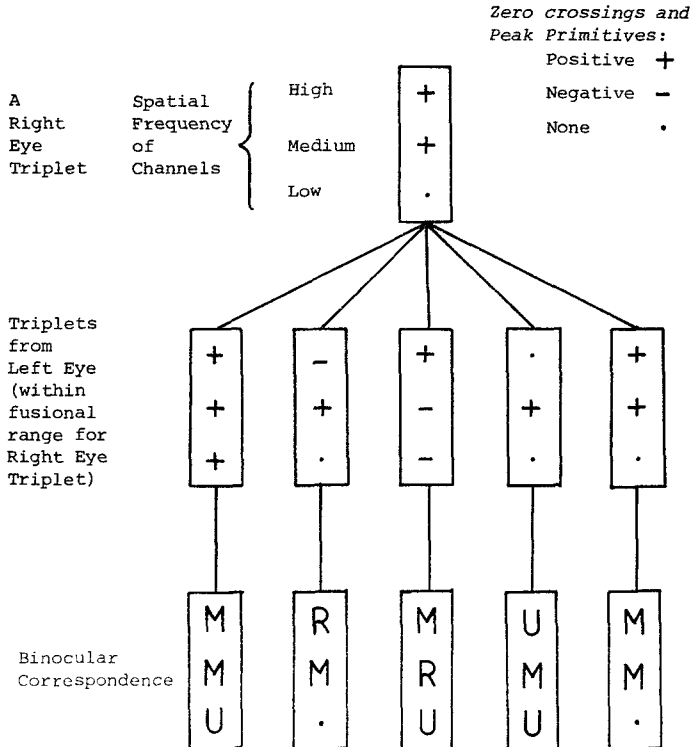 Zero crossings and
Peak Primitives:
Positive +
Negative −
None ·
A Right Eye Triplet
Spatial Frequency of Channels
High +
Medium +
Low ·
Triplets
from
Left Eye
(within
fusional
range for
Right Eye
Triplet)
+ − + · +
+ + − + +
+ · − · ·
Binocular
Correspondence
M R M U M
M M R M M
U · U U ·